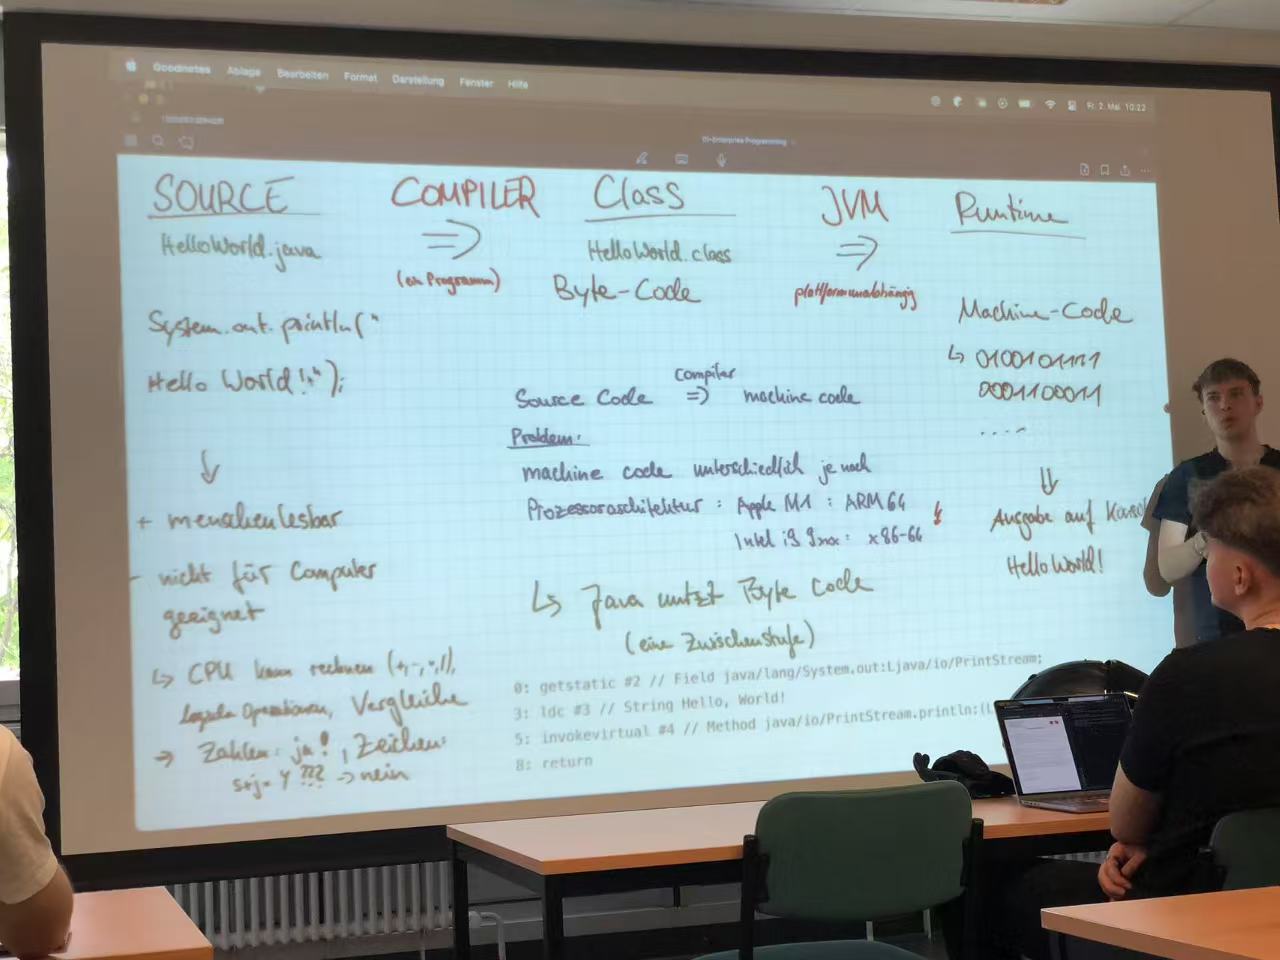 Goodnotes Ablage Bearbeiten Format Darstellung Fenster Hilfe
Fr. 2. Mai 10:22
01-Enterprise Programming
SOURCE COMPILER Class JVM Runtime
HelloWorld.java => HelloWorld.class =>
(ein Programm) Byte-Code plattformunabhängig
System.out.println("
Hello World!");
Machine-Code
↳ 0100101111
0001100011
....
Source Code compiler => machine code
Problem:
machine code unterschiedlich je nach
Prozessorarchitektur: Apple M1: ARM64
Intel i9 9xxx: x86-64
↳ Java nutzt Byte Code
(eine Zwischenstufe)
0: getstatic #2 // Field java/lang/System.out:Ljava/io/PrintStream;
3: ldc #3 // String Hello, World!
5: invokevirtual #4 // Method java/io/PrintStream.println:(L
8: return
↓
+ menschenlesbar
- nicht für Computer
geeignet
↳ CPU kann rechnen (+,-,*,/),
logische Operationen, Vergleiche
→ Zahlen: ja!, Zeichen:
s+j= y ??? → nein
⇓
Ausgabe auf Konsol
HelloWorld!